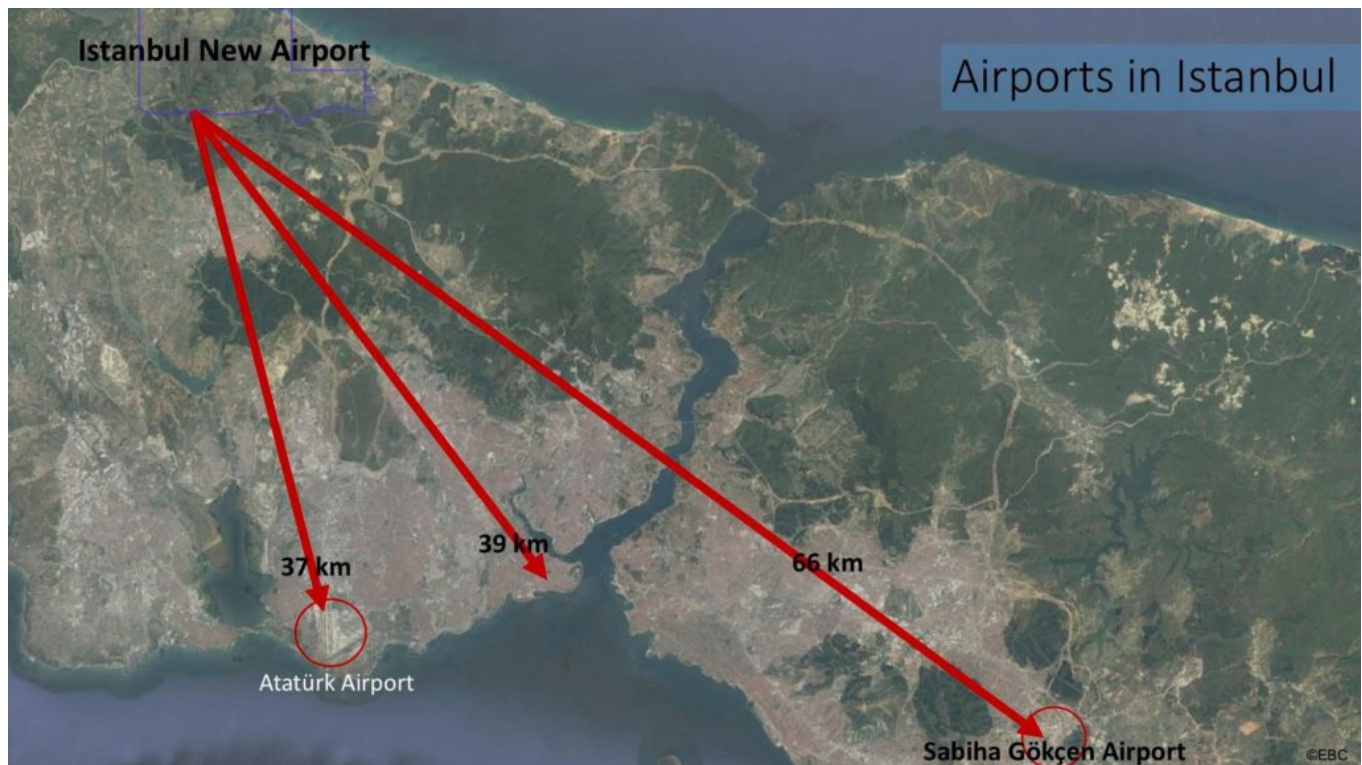 Istanbul New Airport
Airports in Istanbul
39 km
37 km
66 km
Atatürk Airport
Sabiha Gökçen Airport
©EBC